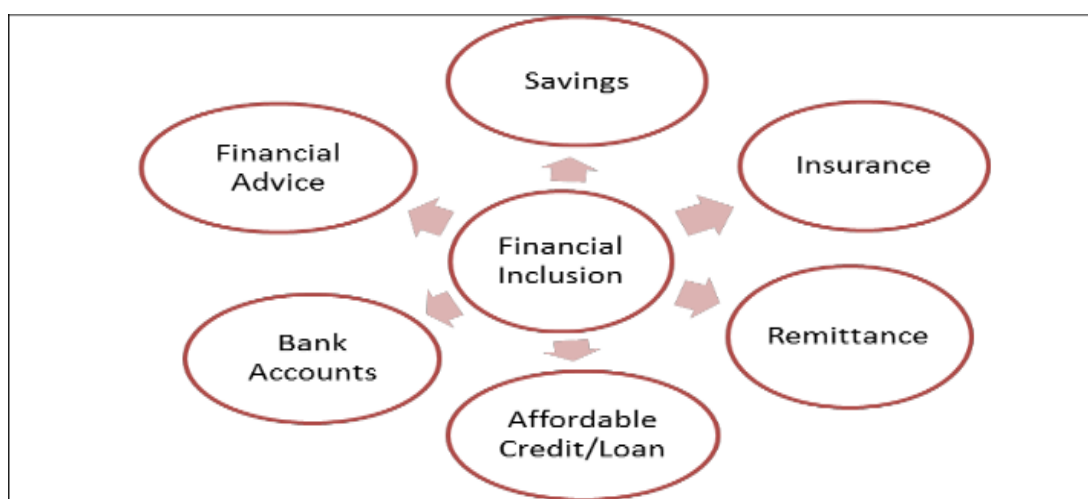 Savings
Financial
Advice
Insurance
Financial
Inclusion
Bank
Accounts
Remittance
Affordable
Credit/Loan